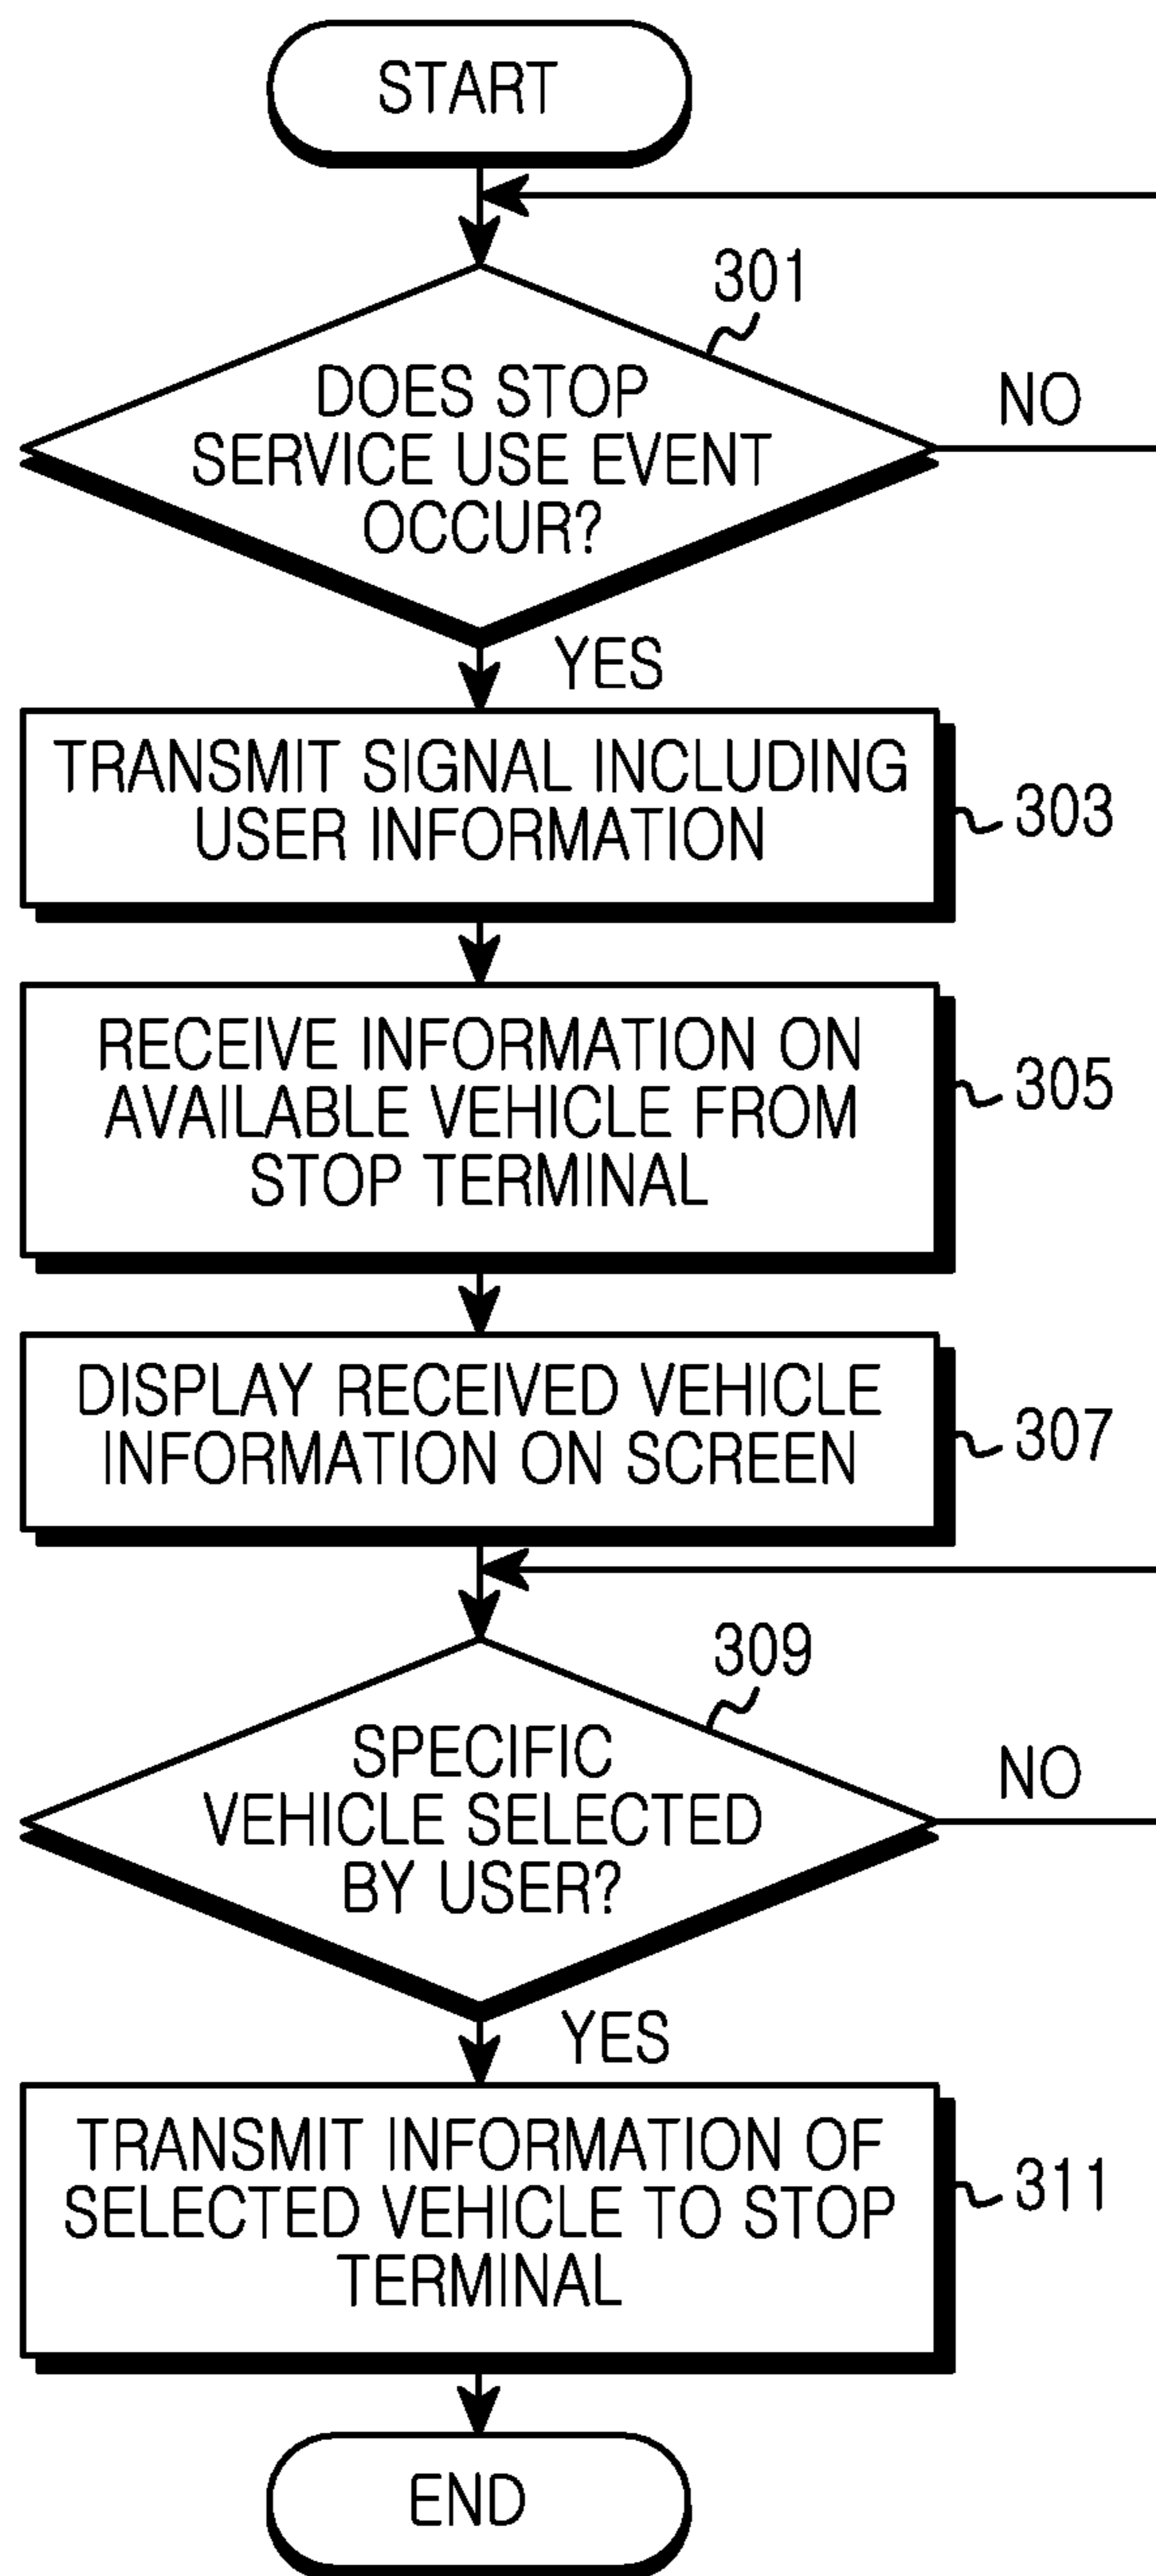 START
301
DOES STOP
SERVICE USE EVENT
OCCUR?
NO
YES
TRANSMIT SIGNAL INCLUDING
USER INFORMATION
303
RECEIVE INFORMATION ON
AVAILABLE VEHICLE FROM
STOP TERMINAL
305
DISPLAY RECEIVED VEHICLE
INFORMATION ON SCREEN
307
309
SPECIFIC
VEHICLE SELECTED
BY USER?
NO
YES
TRANSMIT INFORMATION OF
SELECTED VEHICLE TO STOP
TERMINAL
311
END